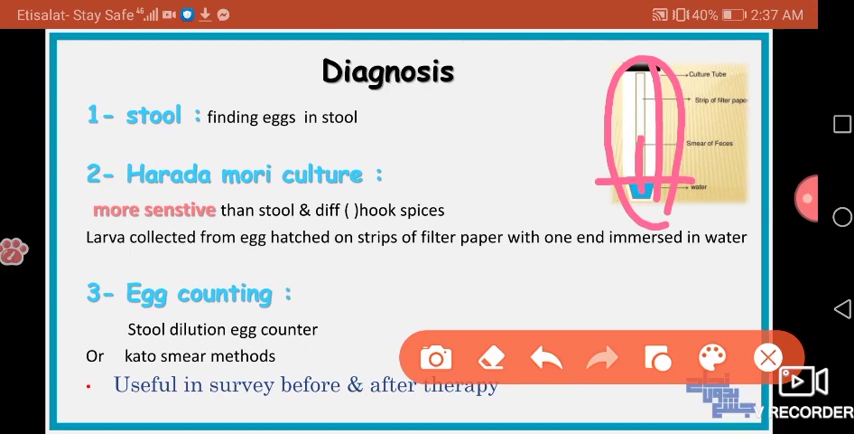 Etisalat- Stay Safe 4G 40% 2:37 AM
Diagnosis
1- stool : finding eggs in stool
Culture Tube
Strip of filter pape
Smear of Feces
water
2- Harada mori culture :
more senstive than stool & diff ( )hook spices
Larva collected from egg hatched on strips of filter paper with one end immersed in water
3- Egg counting :
Stool dilution egg counter
Or kato smear methods
• Useful in survey before & after therapy
V RECORDER